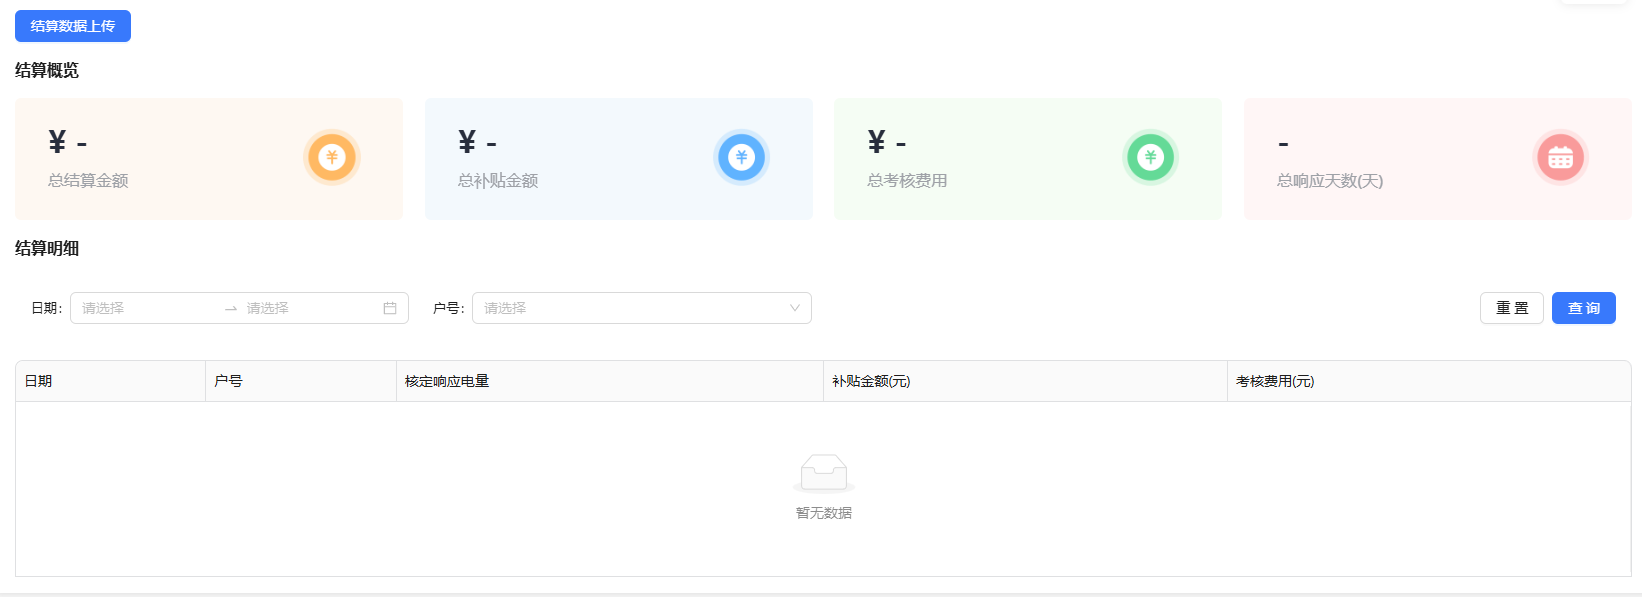 结算数据上传
结算概览
¥ -
总结算金额
¥ -
总补贴金额
¥ -
总考核费用
-
总响应天数(天)
结算明细
日期: 请选择 → 请选择 户号: 请选择 重 置 查 询
日期 户号 核定响应电量 补贴金额(元) 考核费用(元)
暂无数据